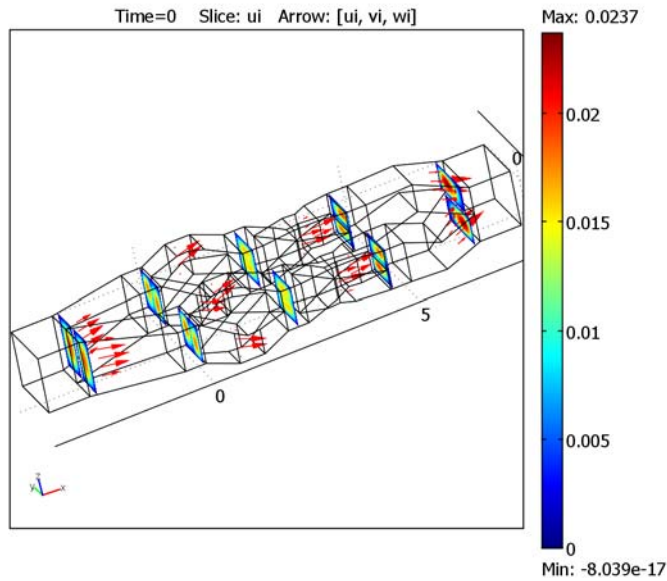 Time=0 Slice: ui Arrow: [ui, vi, wi]
Max: 0.0237
0.02
0.015
0.01
0.005
0
Min: -8.039e-17
0
5
0
z
y
x